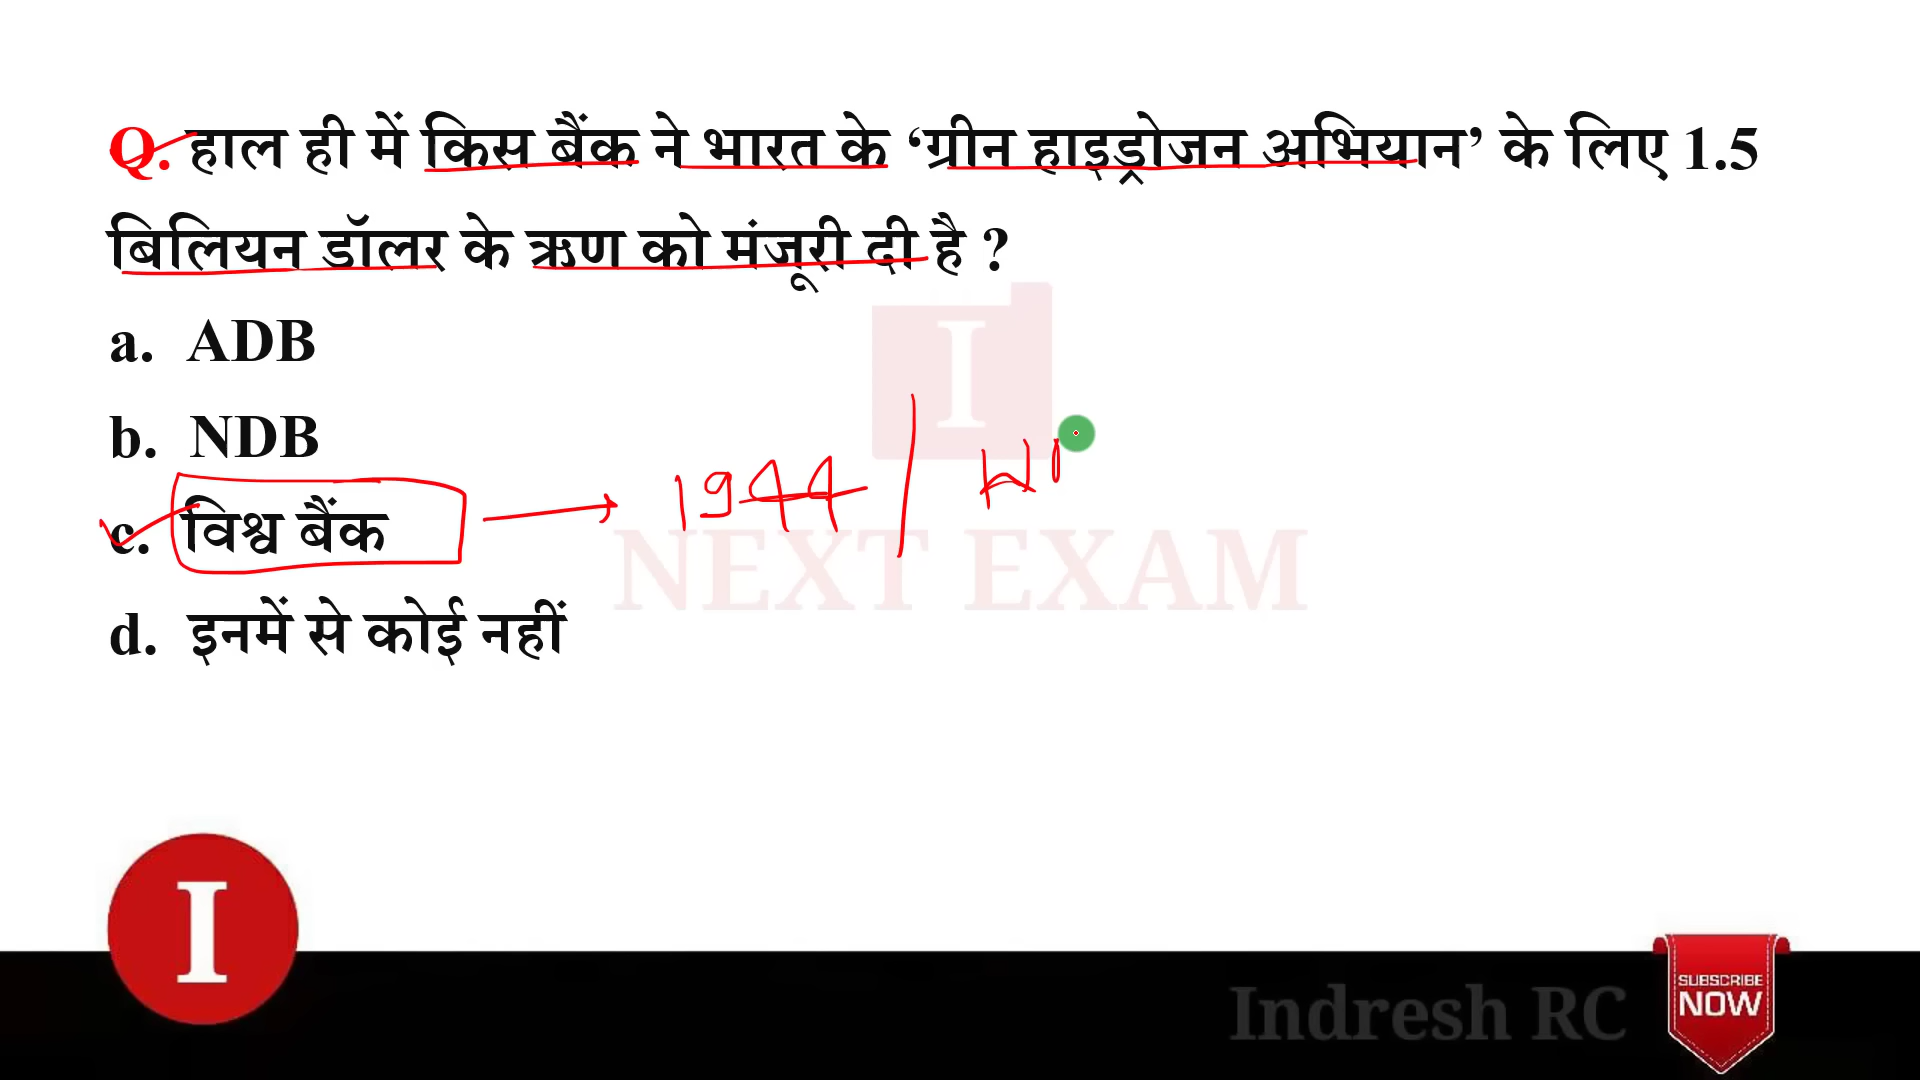 Q. हाल ही में किस बैंक ने भारत के ‘ग्रीन हाइड्रोजन अभियान’ के लिए 1.5
बिलियन डॉलर के ऋण को मंजूरी दी है ?
a. ADB
b. NDB
c. विश्व बैंक
1944
d. इनमें से कोई नहीं
I
NEXT EXAM
I
Indresh RC
SUBSCRIBE
NOW